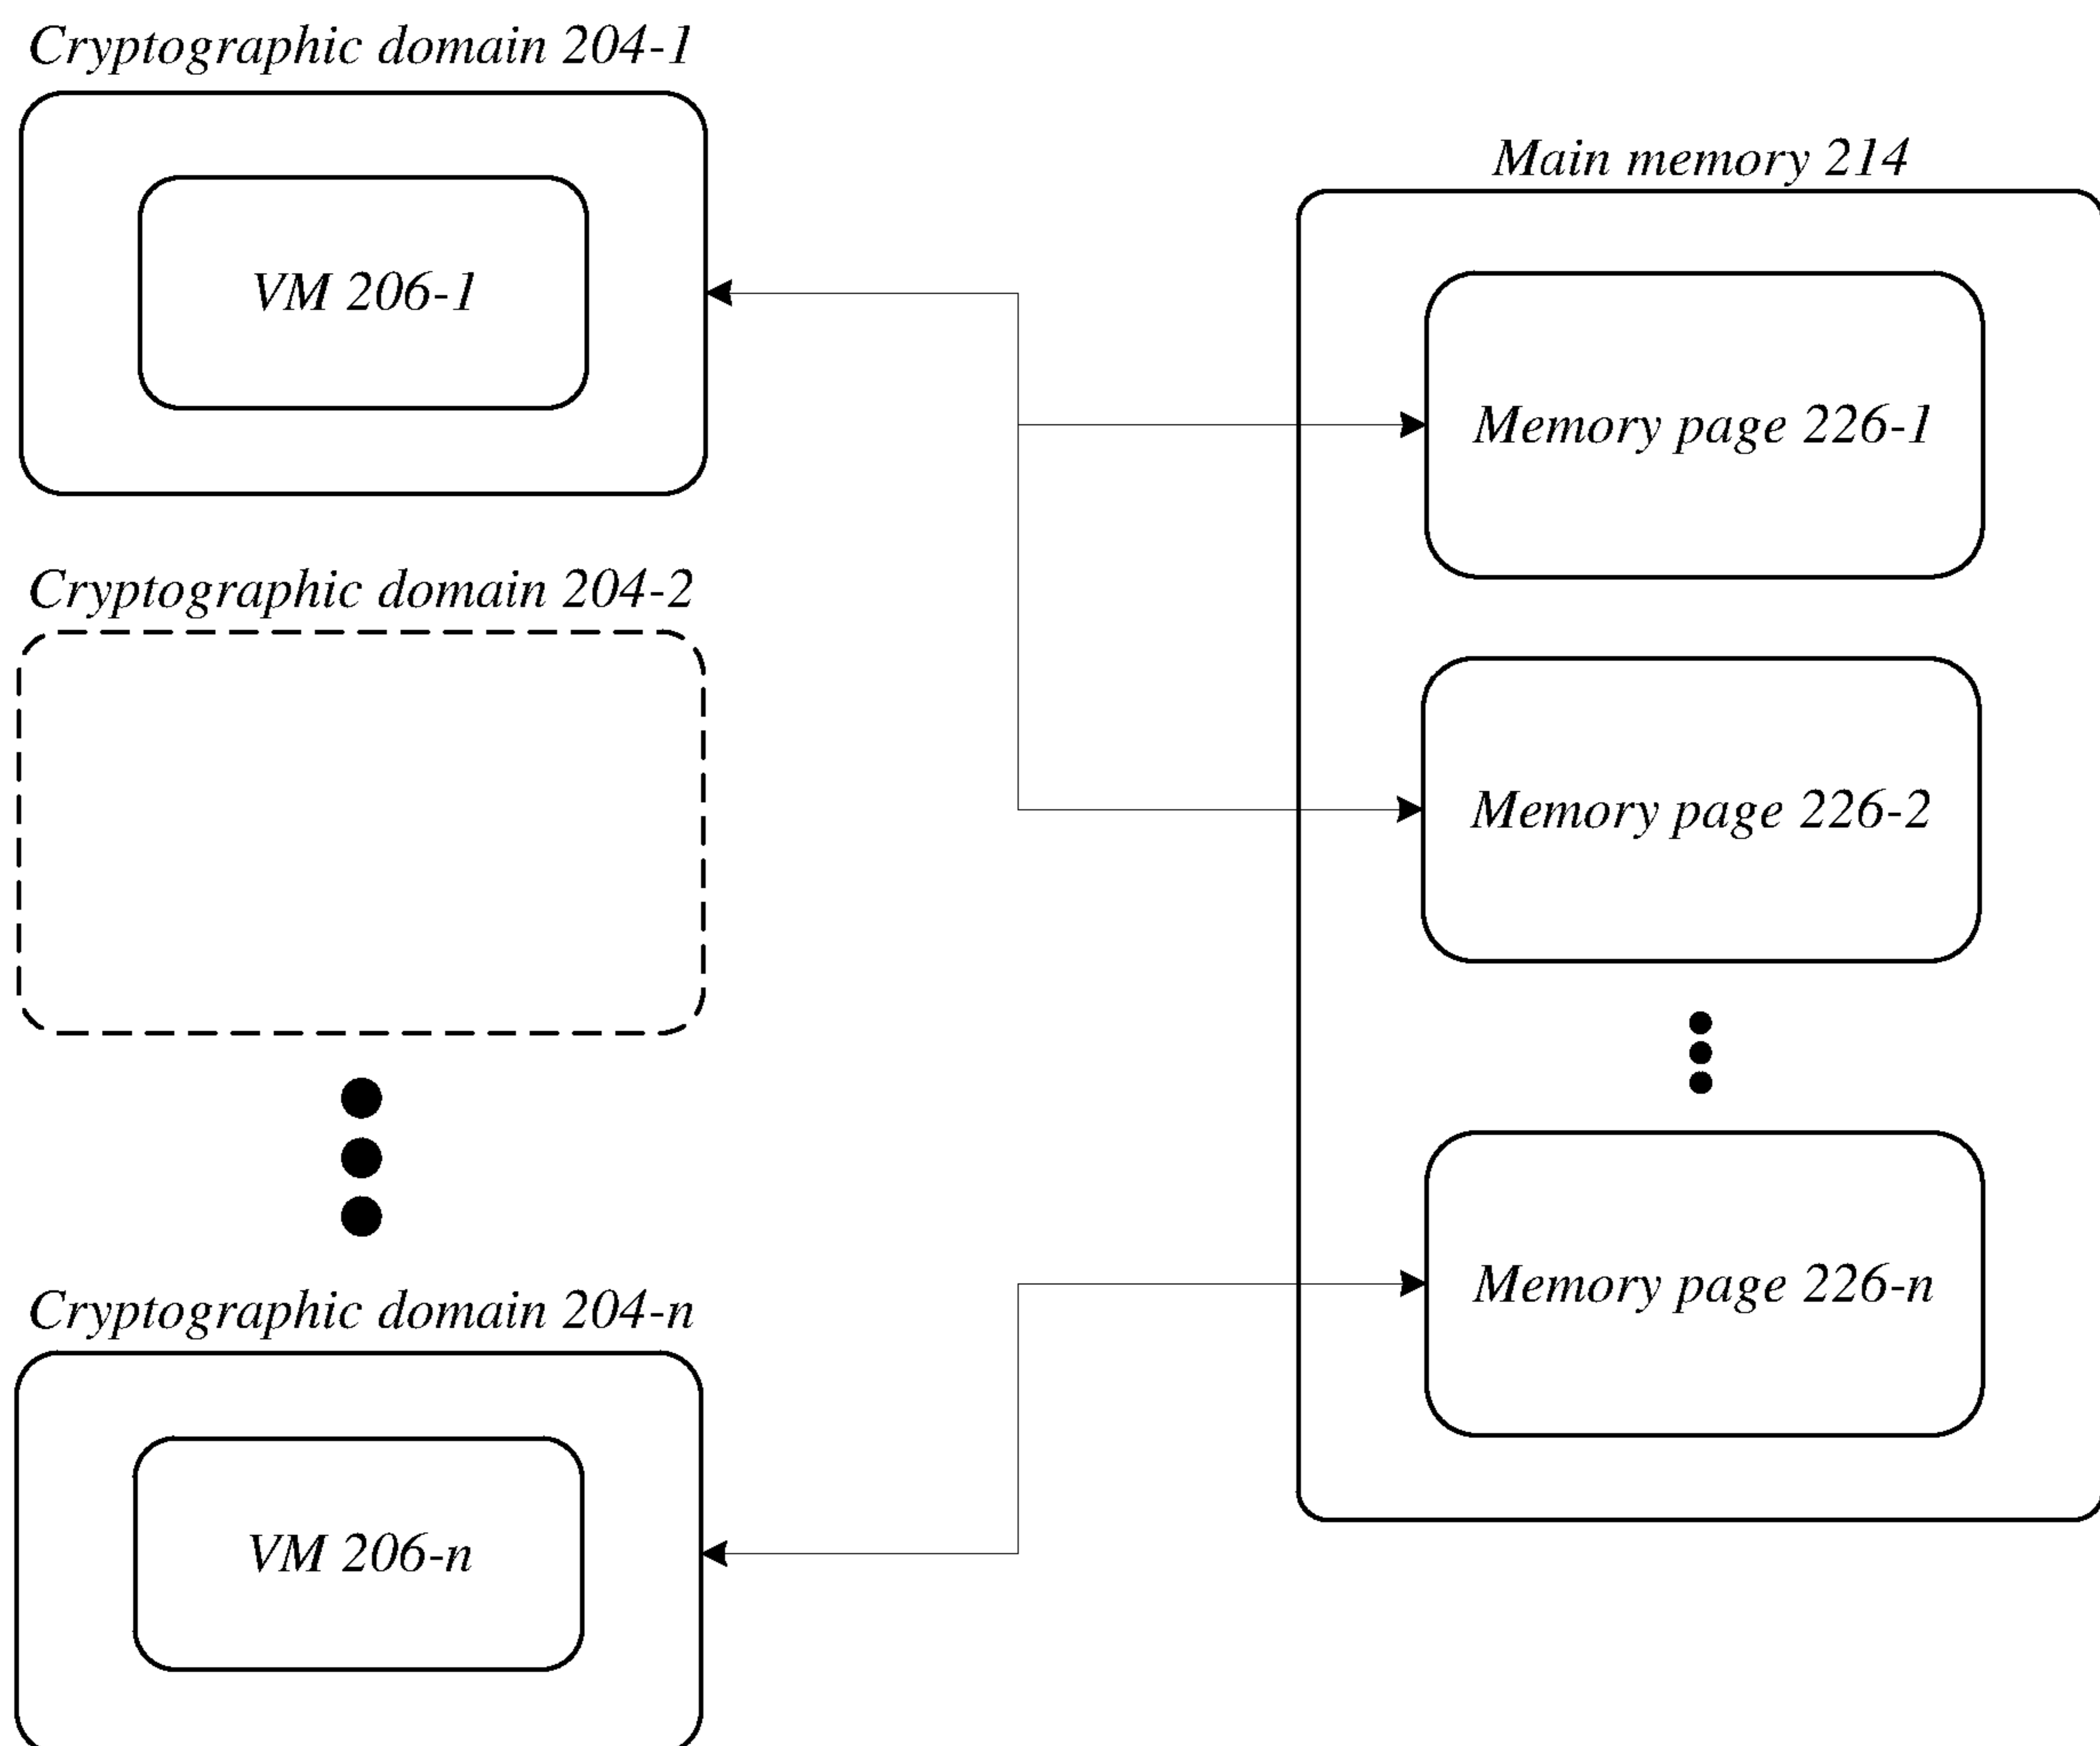 Cryptographic domain 204-1
VM 206-1
Cryptographic domain 204-2
Cryptographic domain 204-n
VM 206-n
Main memory 214
Memory page 226-1
Memory page 226-2
Memory page 226-n